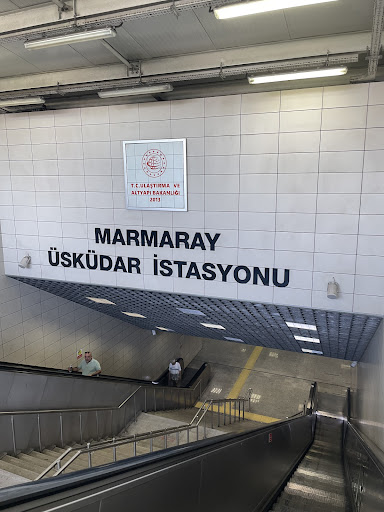 T.C. ULAŞTIRMA VE
ALTYAPI BAKANLIĞI
2013
MARMARAY
ÜSKÜDAR İSTASYONU